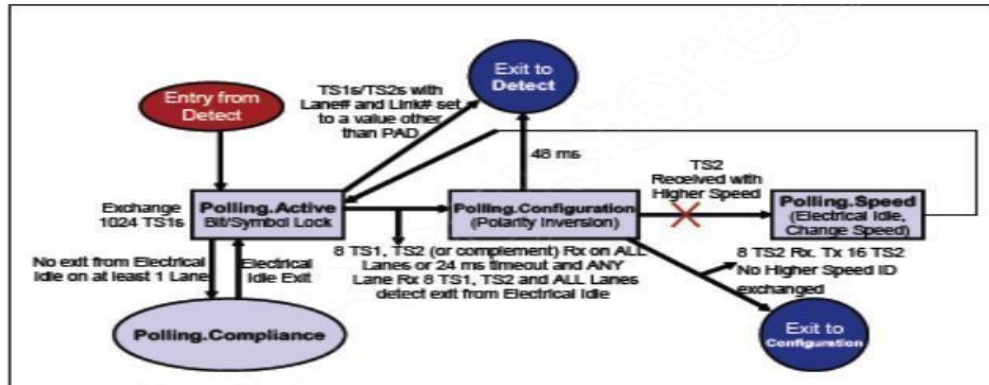 Entry from
Detect
TS1s/TS2s with
Lane# and Link# set
to a value other
than PAD
Exit to
Detect
48 ms
TS2
Received with
Higher Speed
Exchange
1024 TS1s
Polling.Active
Bit/Symbol Lock
Polling.Configuration
(Polarity Inversion)
Polling.Speed
(Electrical Idle,
Change Speed)
No exit from Electrical
Idle on at least 1 Lane
Electrical
Idle Exit
8 TS1, TS2 (or complement) Rx on ALL
Lanes or 24 ms timeout and ANY
Lane Rx 8 TS1, TS2 and ALL Lanes
detect exit from Electrical Idle
8 TS2 Rx. Tx 16 TS2
No Higher Speed ID
exchanged
Polling.Compliance
Exit to
Configuration